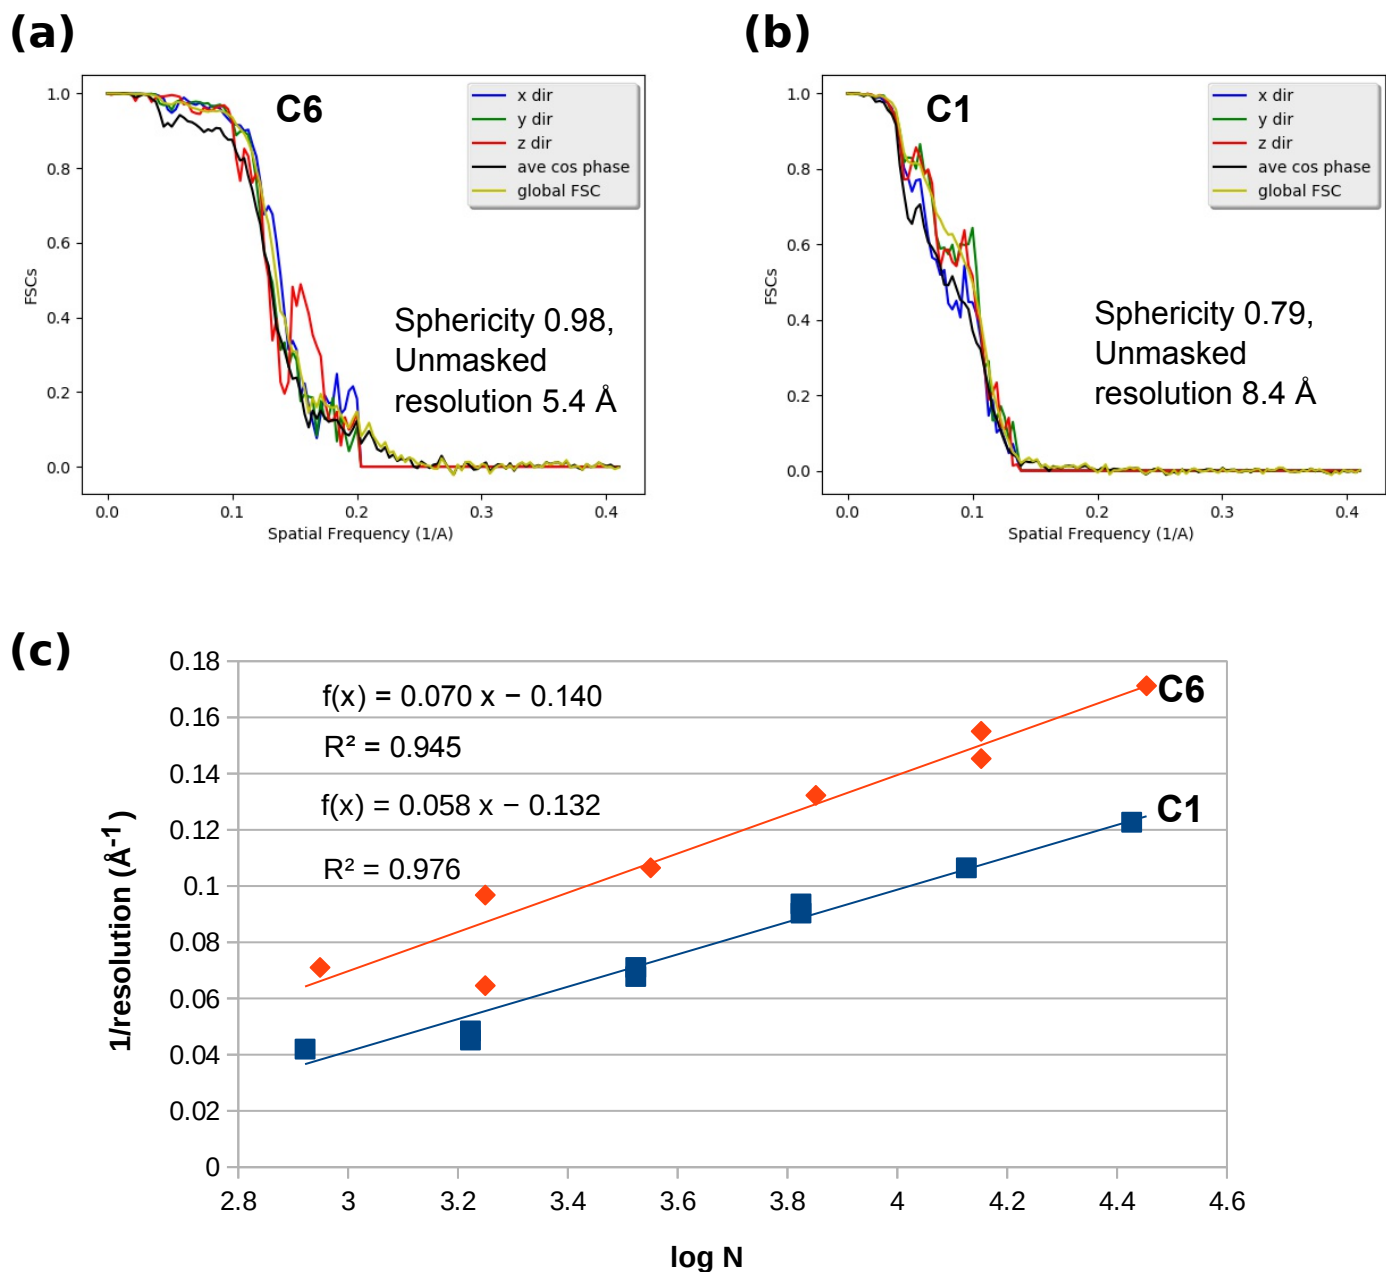 (a)
C6
x dir
y dir
z dir
ave cos phase
global FSC
Sphericity 0.98,
Unmasked
resolution 5.4 Å
FSCs
1.0
0.8
0.6
0.4
0.2
0.0
0.0 0.1 0.2 0.3 0.4
Spatial Frequency (1/A)
(b)
C1
x dir
y dir
z dir
ave cos phase
global FSC
Sphericity 0.79,
Unmasked
resolution 8.4 Å
FSCs
1.0
0.8
0.6
0.4
0.2
0.0
0.0 0.1 0.2 0.3 0.4
Spatial Frequency (1/A)
(c)
f(x) = 0.070 x − 0.140
R² = 0.945
f(x) = 0.058 x − 0.132
R² = 0.976
C6
C1
1/resolution (Å⁻¹)
0.18
0.16
0.14
0.12
0.1
0.08
0.06
0.04
0.02
0
2.8 3 3.2 3.4 3.6 3.8 4 4.2 4.4 4.6
log N